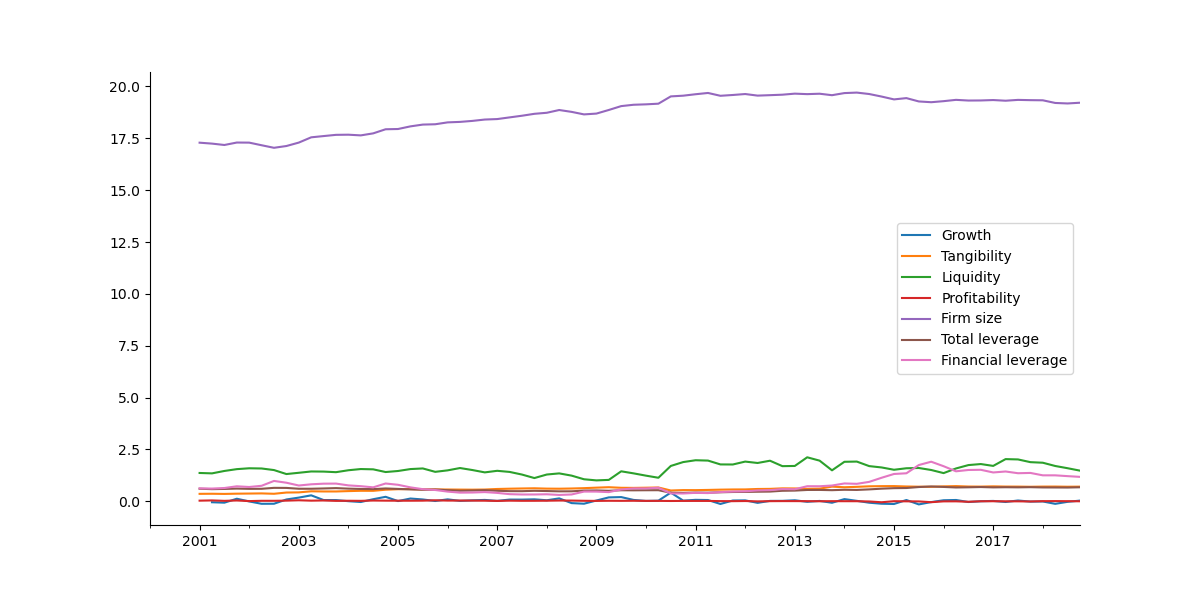 20.0
17.5
15.0
12.5
10.0
7.5
5.0
2.5
0.0
Growth
Tangibility
Liquidity
Profitability
Firm size
Total leverage
Financial leverage
2001 2003 2005 2007 2009 2011 2013 2015 2017